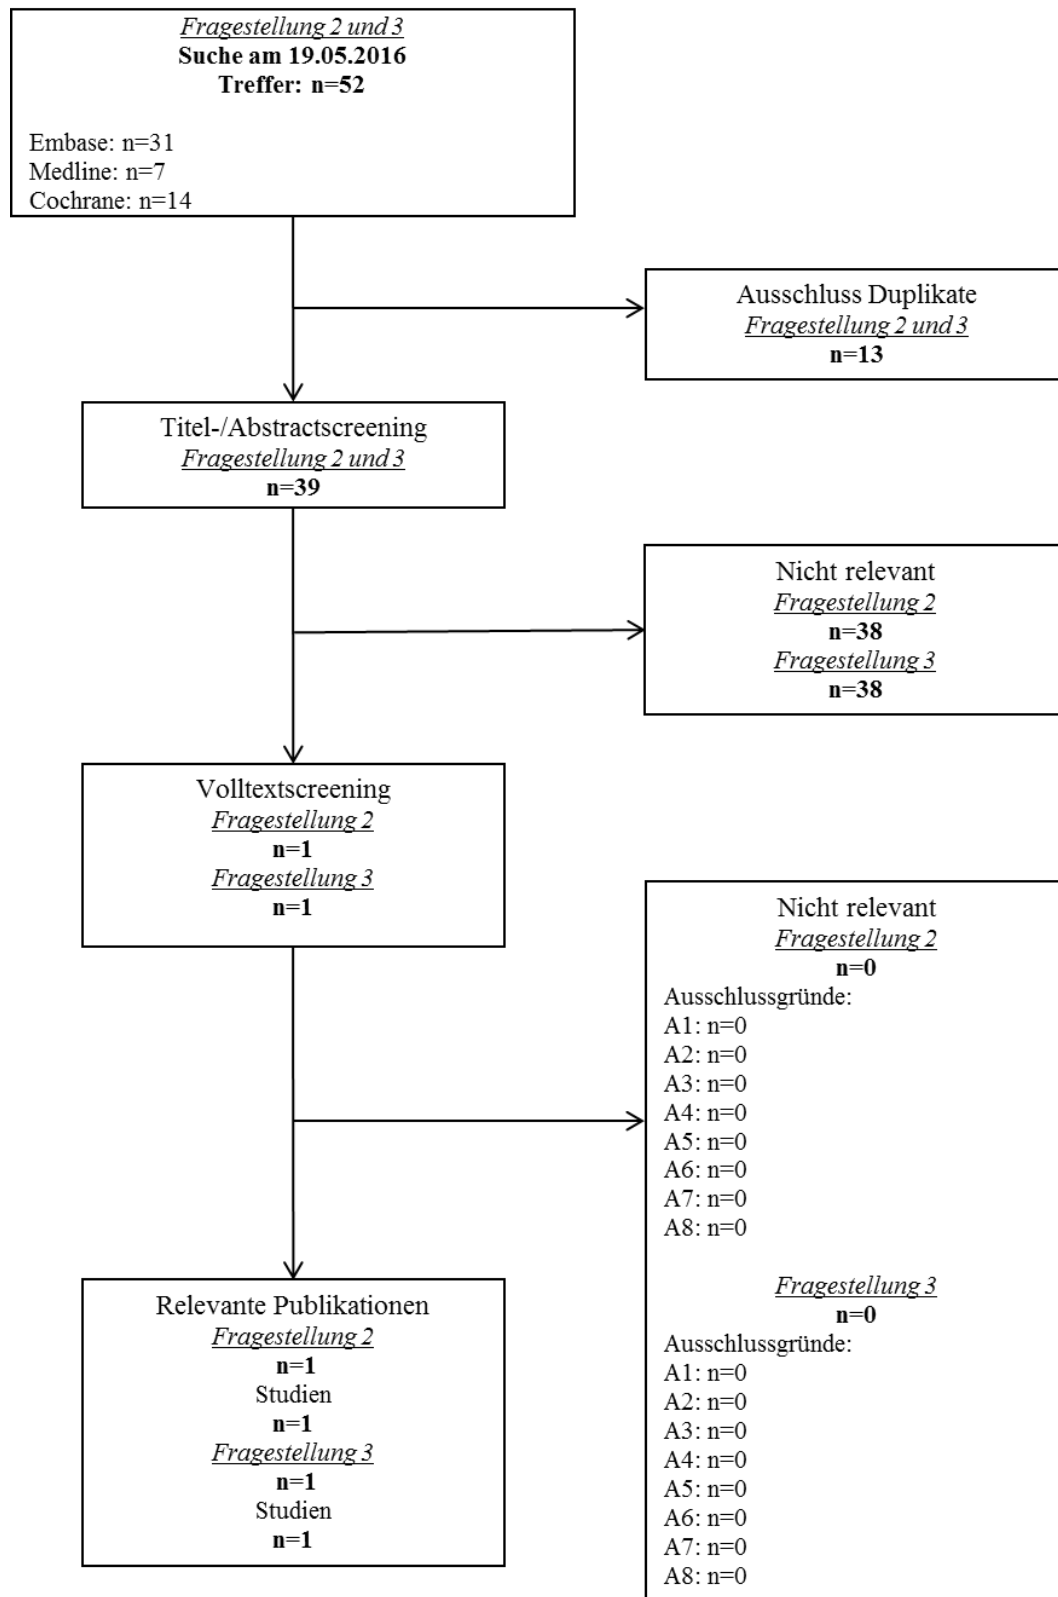 Fragestellung 2 und 3
Suche am 19.05.2016
Treffer: n=52
Embase: n=31
Medline: n=7
Cochrane: n=14
Ausschluss Duplikate
Fragestellung 2 und 3
n=13
Titel-/Abstractscreening
Fragestellung 2 und 3
n=39
Nicht relevant
Fragestellung 2
n=38
Fragestellung 3
n=38
Volltextscreening
Fragestellung 2
n=1
Fragestellung 3
n=1
Nicht relevant
Fragestellung 2
n=0
Ausschlussgründe:
A1: n=0
A2: n=0
A3: n=0
A4: n=0
A5: n=0
A6: n=0
A7: n=0
A8: n=0
Fragestellung 3
n=0
Ausschlussgründe:
A1: n=0
A2: n=0
A3: n=0
A4: n=0
A5: n=0
A6: n=0
A7: n=0
A8: n=0
Relevante Publikationen
Fragestellung 2
n=1
Studien
n=1
Fragestellung 3
n=1
Studien
n=1